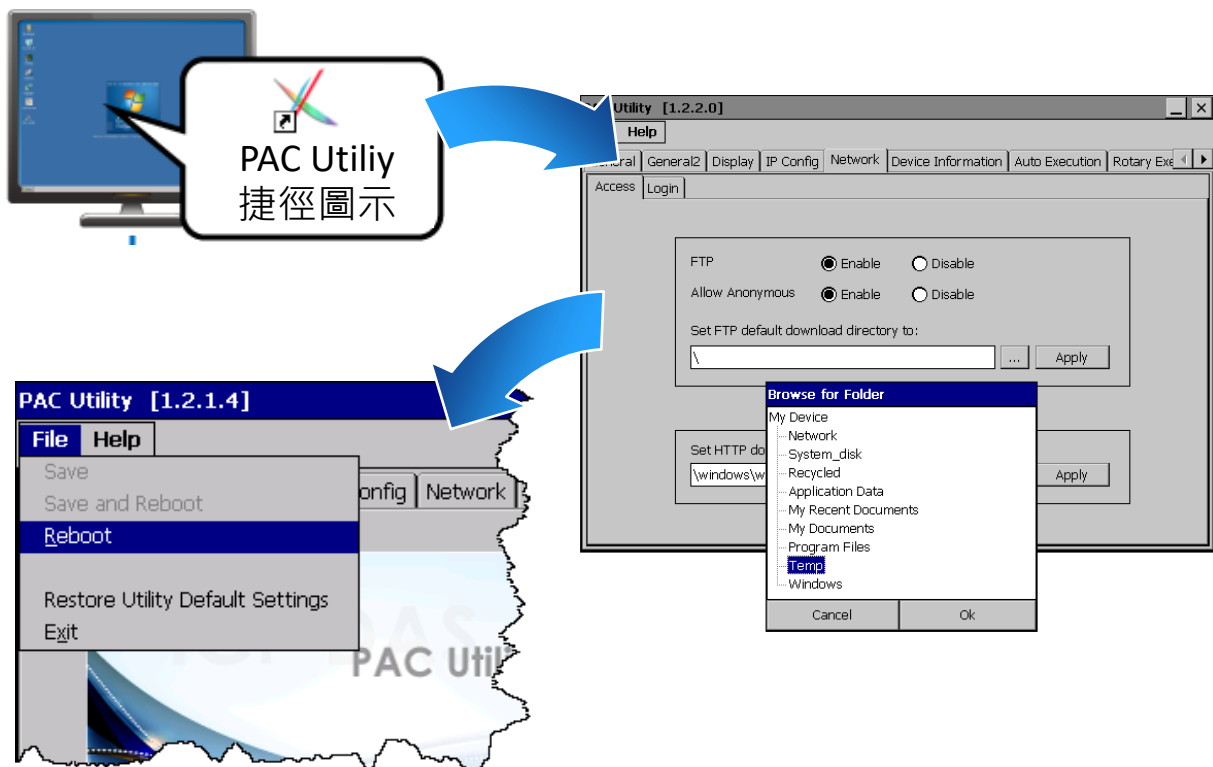 PAC Utiliy
捷徑圖示
Utility [1.2.2.0]
Help
General2 Display IP Config Network Device Information Auto Execution Rotary Exe
Access Login
FTP Enable Disable
Allow Anonymous Enable Disable
Set FTP default download directory to:
\ ... Apply
Browse for Folder
My Device
Network
System_disk
Recycled
Application Data
My Recent Documents
My Documents
Program Files
Temp
Windows
Cancel Ok
Set HTTP do
\windows\w Apply
PAC Utility [1.2.1.4]
File Help
Save
Save and Reboot
Reboot
Restore Utility Default Settings
Exit
onfig Network
PAC Util